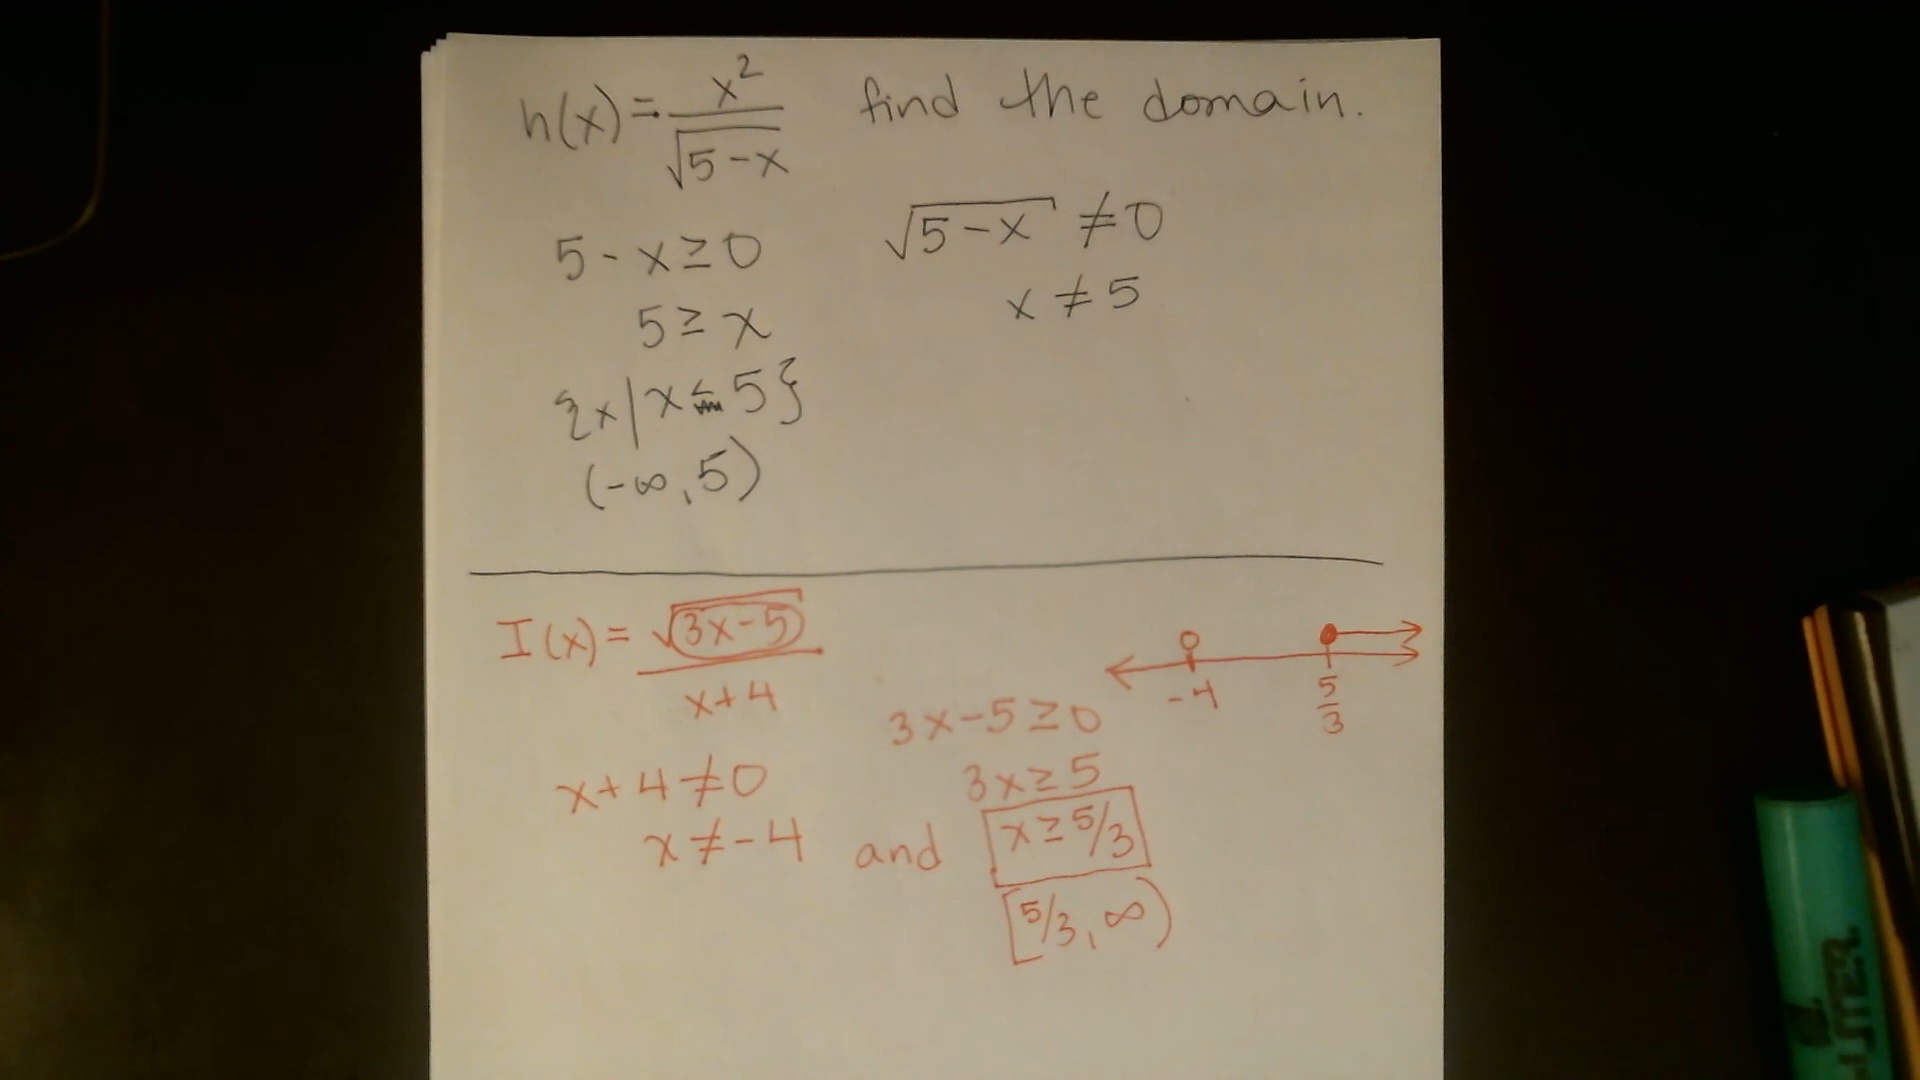 h(x) = x²/√(5-x) find the domain.
5 - x ≥ 0
5 ≥ x
{x | x < 5}
(-∞, 5)
√(5-x) ≠ 0
x ≠ 5
I(x) = √(3x-5)/(x+4)
x + 4 ≠ 0
x ≠ -4 and
3x - 5 ≥ 0
3x ≥ 5
x ≥ 5/3
[5/3, ∞)
-4
5/3